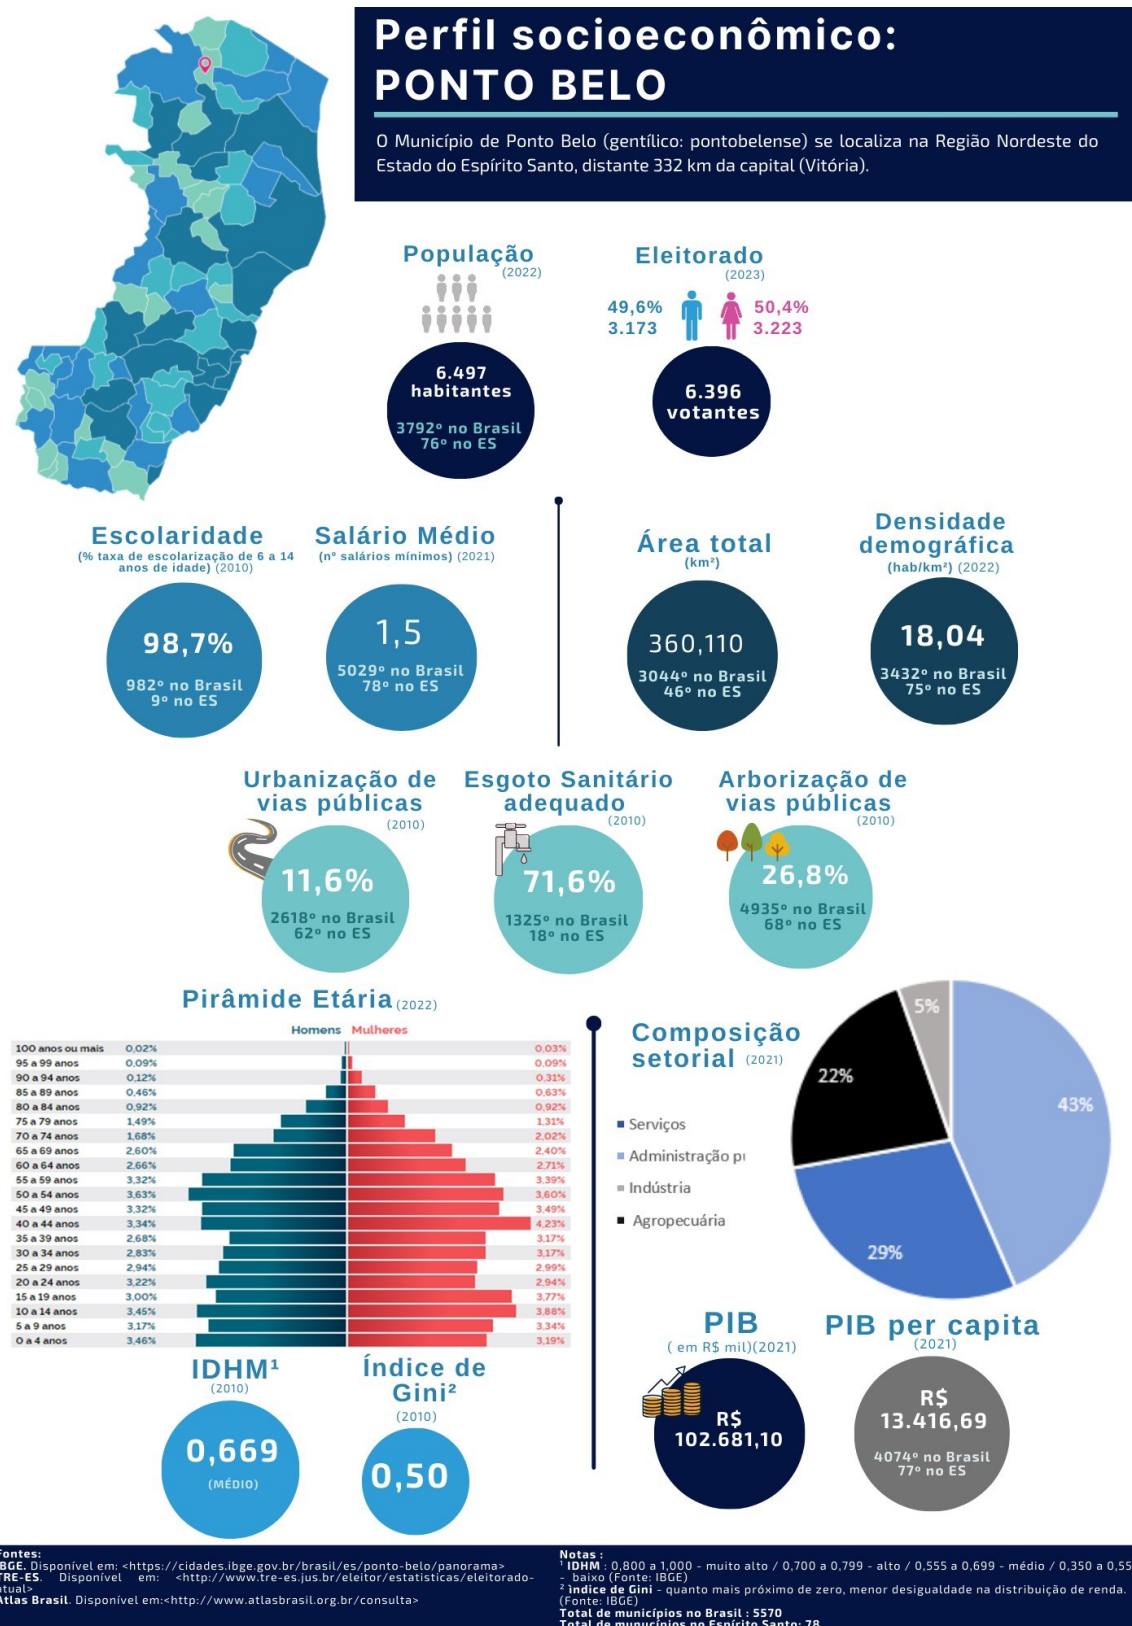 Perfil socioeconômico:
PONTO BELO
O Município de Ponto Belo (gentílico: pontobelense) se localiza na Região Nordeste do
Estado do Espírito Santo, distante 332 km da capital (Vitória).
População
(2022)
6.497
habitantes
3792º no Brasil
76º no ES
Eleitorado
(2023)
49,6%
3.173
50,4%
3.223
6.396
votantes
Escolaridade
(% taxa de escolarização de 6 a 14
anos de idade) (2010)
98,7%
982º no Brasil
9º no ES
Salário Médio
(nº salários mínimos) (2021)
1,5
5029º no Brasil
78º no ES
Área total
(km²)
360,110
3044º no Brasil
46º no ES
Densidade
demográfica
(hab/km²) (2022)
18,04
3432º no Brasil
75º no ES
Urbanização de
vias públicas
(2010)
11,6%
2618º no Brasil
62º no ES
Esgoto Sanitário
adequado
(2010)
71,6%
1325º no Brasil
18º no ES
Arborização de
vias públicas
(2010)
26,8%
4935º no Brasil
68º no ES
Pirâmide Etária (2022)
Homens Mulheres
100 anos ou mais 0,02% 0,03%
95 a 99 anos 0,09% 0,09%
90 a 94 anos 0,12% 0,31%
85 a 89 anos 0,46% 0,63%
80 a 84 anos 0,92% 0,92%
75 a 79 anos 1,49% 1,31%
70 a 74 anos 1,68% 2,02%
65 a 69 anos 2,60% 2,40%
60 a 64 anos 2,66% 2,71%
55 a 59 anos 3,32% 3,39%
50 a 54 anos 3,63% 3,60%
45 a 49 anos 3,32% 3,49%
40 a 44 anos 3,34% 4,23%
35 a 39 anos 2,68% 3,17%
30 a 34 anos 2,83% 3,17%
25 a 29 anos 2,94% 2,99%
20 a 24 anos 3,22% 2,94%
15 a 19 anos 3,00% 3,77%
10 a 14 anos 3,45% 3,88%
5 a 9 anos 3,17% 3,34%
0 a 4 anos 3,46% 3,19%
Composição
setorial (2021)
Serviços
Administração pu
Indústria
Agropecuária
5%
22%
43%
29%
IDHM¹
(2010)
0,669
(MÉDIO)
Índice de
Gini²
(2010)
0,50
PIB
( em R$ mil)(2021)
R$
102.681,10
PIB per capita
(2021)
R$
13.416,69
4074º no Brasil
77º no ES
Fontes:
IBGE. Disponível em: <https://cidades.ibge.gov.br/brasil/es/ponto-belo/panorama>
TRE-ES. Disponível em: <http://www.tre-es.jus.br/eleitor/estatisticas/eleitorado-
atual>
Atlas Brasil. Disponível em:<http://www.atlasbrasil.org.br/consulta>
Notas :
¹ IDHM : 0,800 a 1,000 - muito alto / 0,700 a 0,799 - alto / 0,555 a 0,699 - médio / 0,350 a 0,55
- baixo (Fonte: IBGE)
² Índice de Gini - quanto mais próximo de zero, menor desigualdade na distribuição de renda.
(Fonte: IBGE)
Total de municípios no Brasil : 5570
Total de munucípios no Espírito Santo: 78